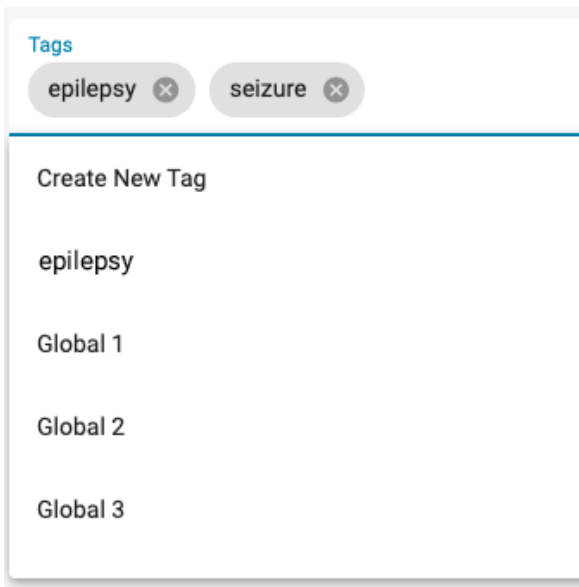 Tags
epilepsy seizure
Create New Tag
epilepsy
Global 1
Global 2
Global 3